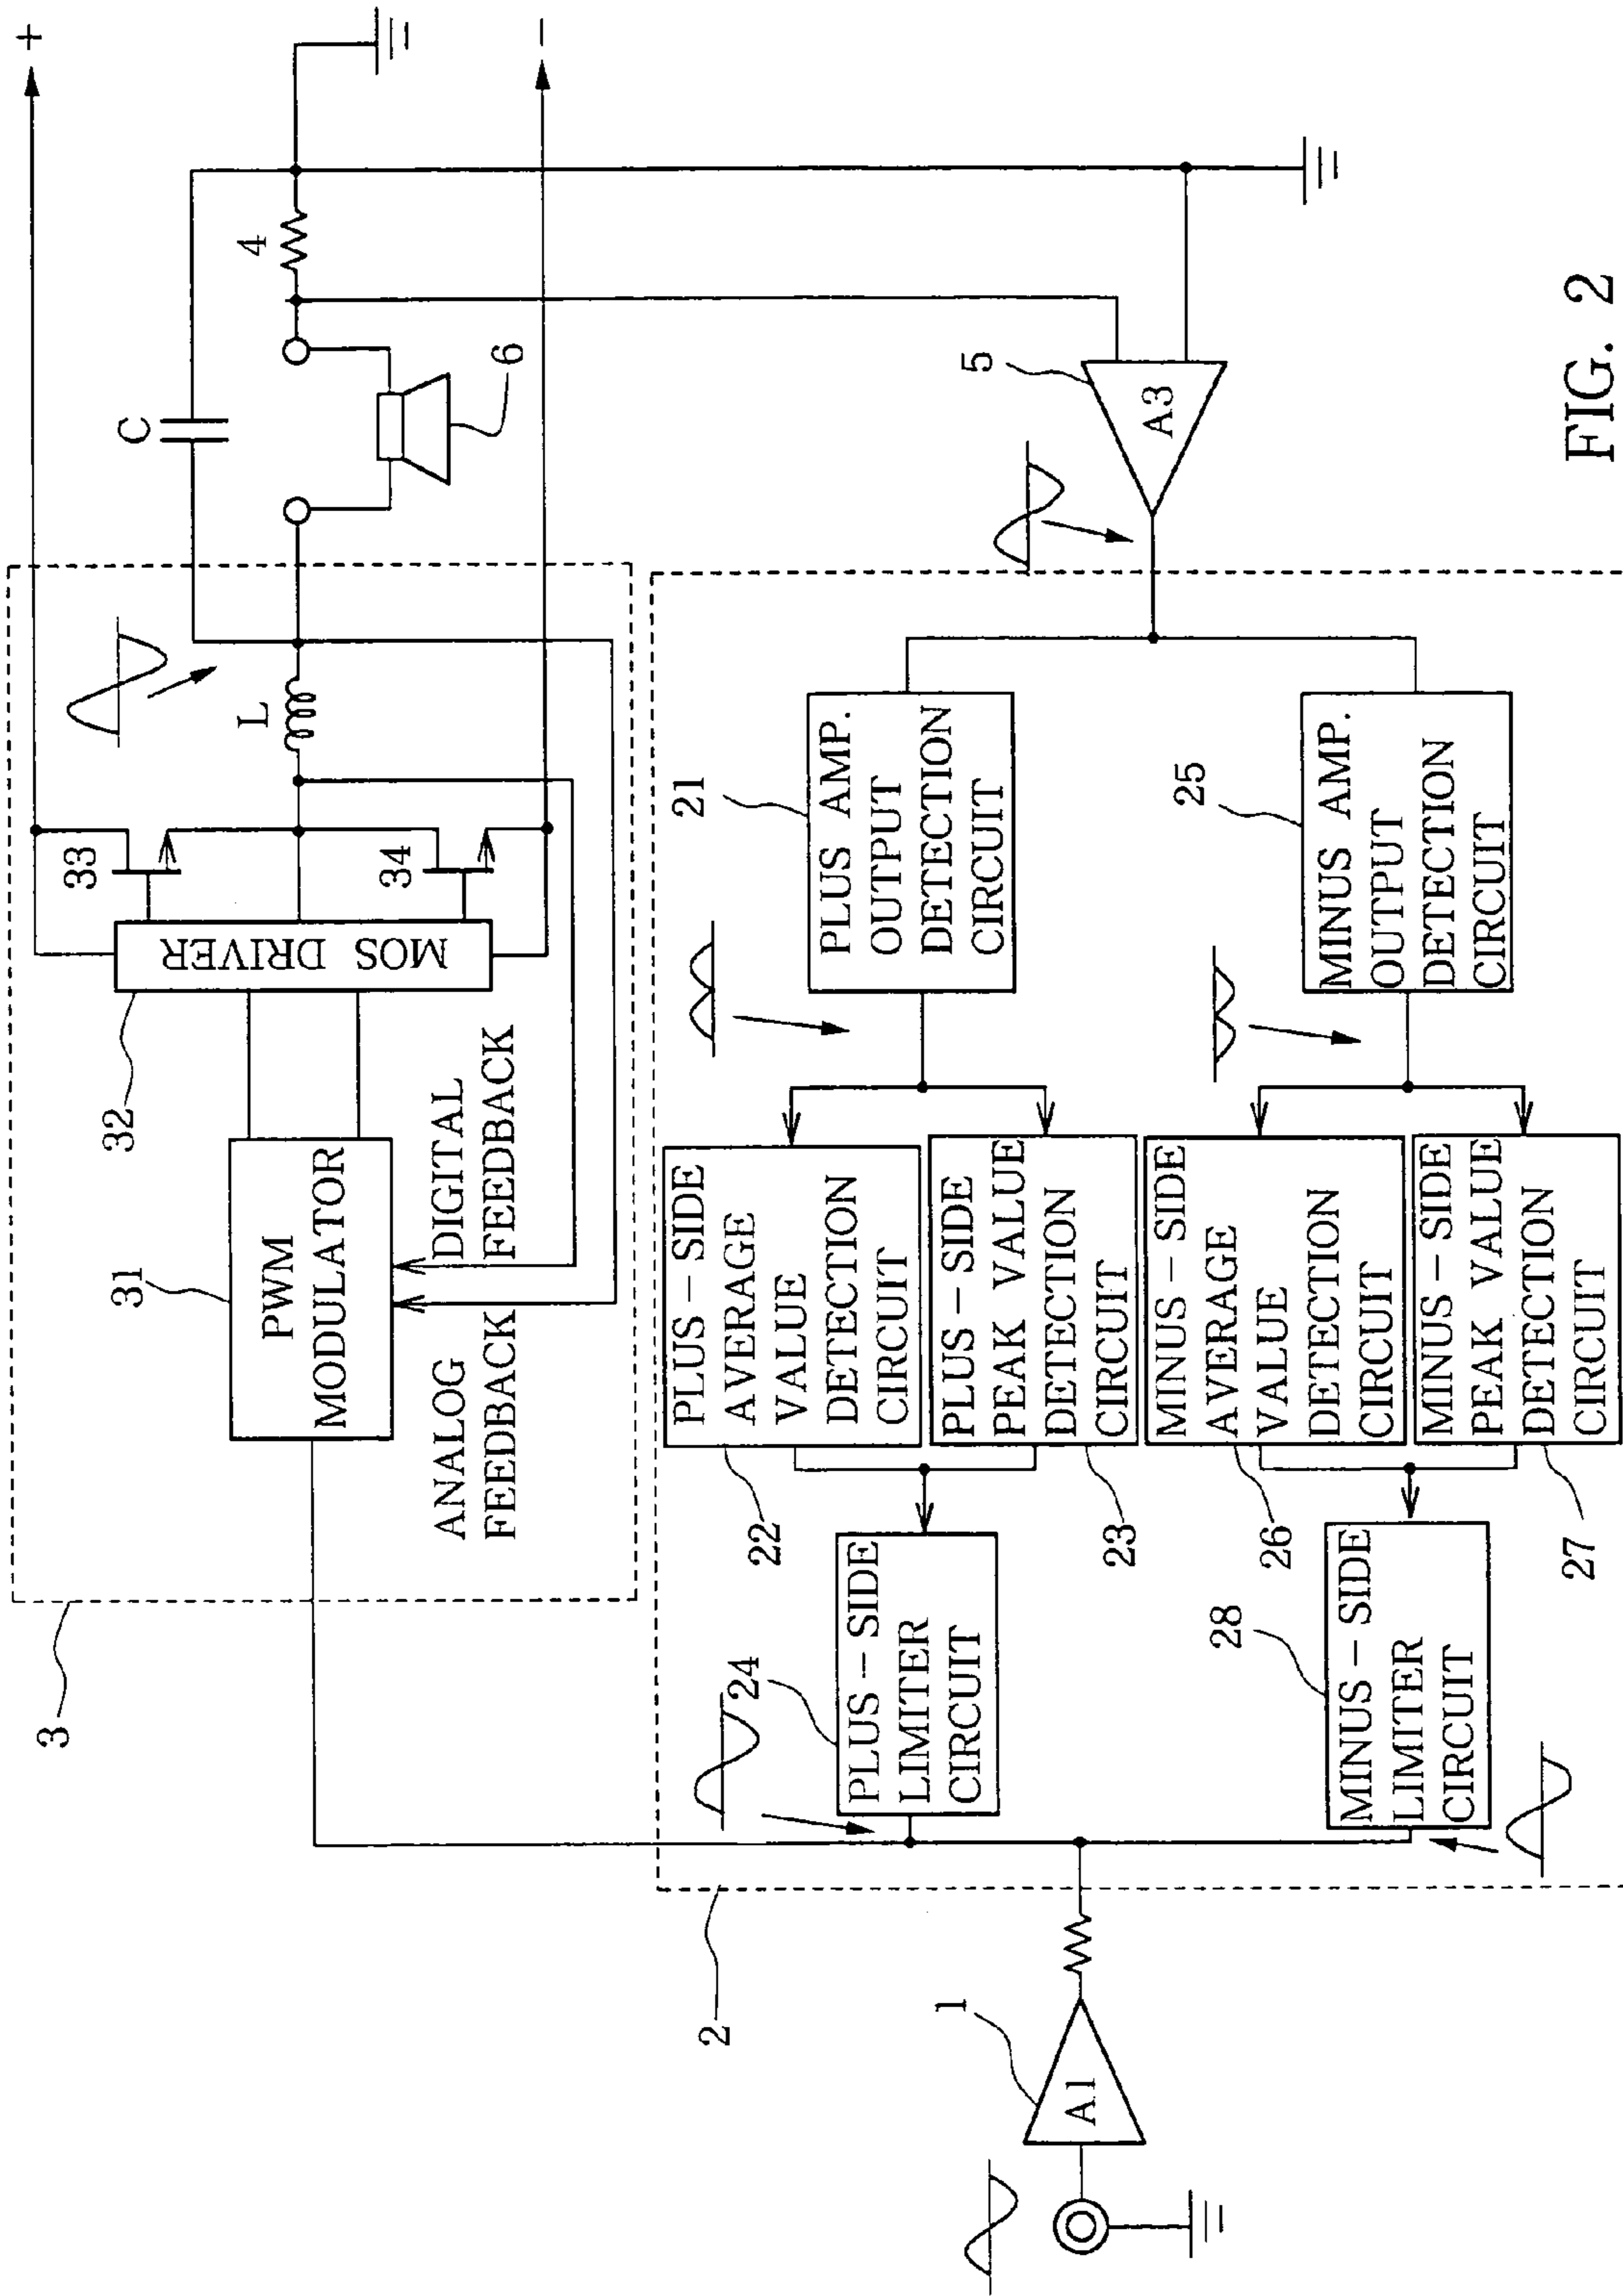 +
−
C
4
6
L
33
34
MOS DRIVER
32
PWM
MODULATOR
31
DIGITAL
FEEDBACK
ANALOG
FEEDBACK
3
5
A3
21
PLUS AMP.
OUTPUT
DETECTION
CIRCUIT
25
MINUS AMP.
OUTPUT
DETECTION
CIRCUIT
PLUS−SIDE
AVERAGE
VALUE
DETECTION
CIRCUIT
22
PLUS−SIDE
PEAK VALUE
DETECTION
CIRCUIT
23
MINUS−SIDE
AVERAGE
VALUE
DETECTION
CIRCUIT
26
MINUS−SIDE
PEAK VALUE
DETECTION
CIRCUIT
27
24
PLUS−SIDE
LIMITER
CIRCUIT
28
MINUS−SIDE
LIMITER
CIRCUIT
2
1
A1
FIG. 2